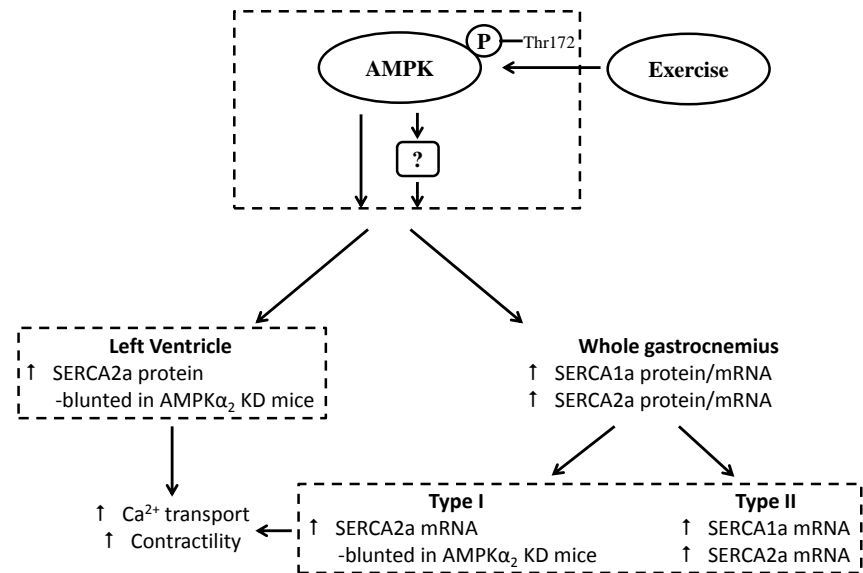 P
Thr172
AMPK
Exercise
?
Left Ventricle
↑ SERCA2a protein
-blunted in AMPKα₂ KD mice
Whole gastrocnemius
↑ SERCA1a protein/mRNA
↑ SERCA2a protein/mRNA
↑ Ca²⁺ transport
↑ Contractility
Type I
↑ SERCA2a mRNA
-blunted in AMPKα₂ KD mice
Type II
↑ SERCA1a mRNA
↑ SERCA2a mRNA